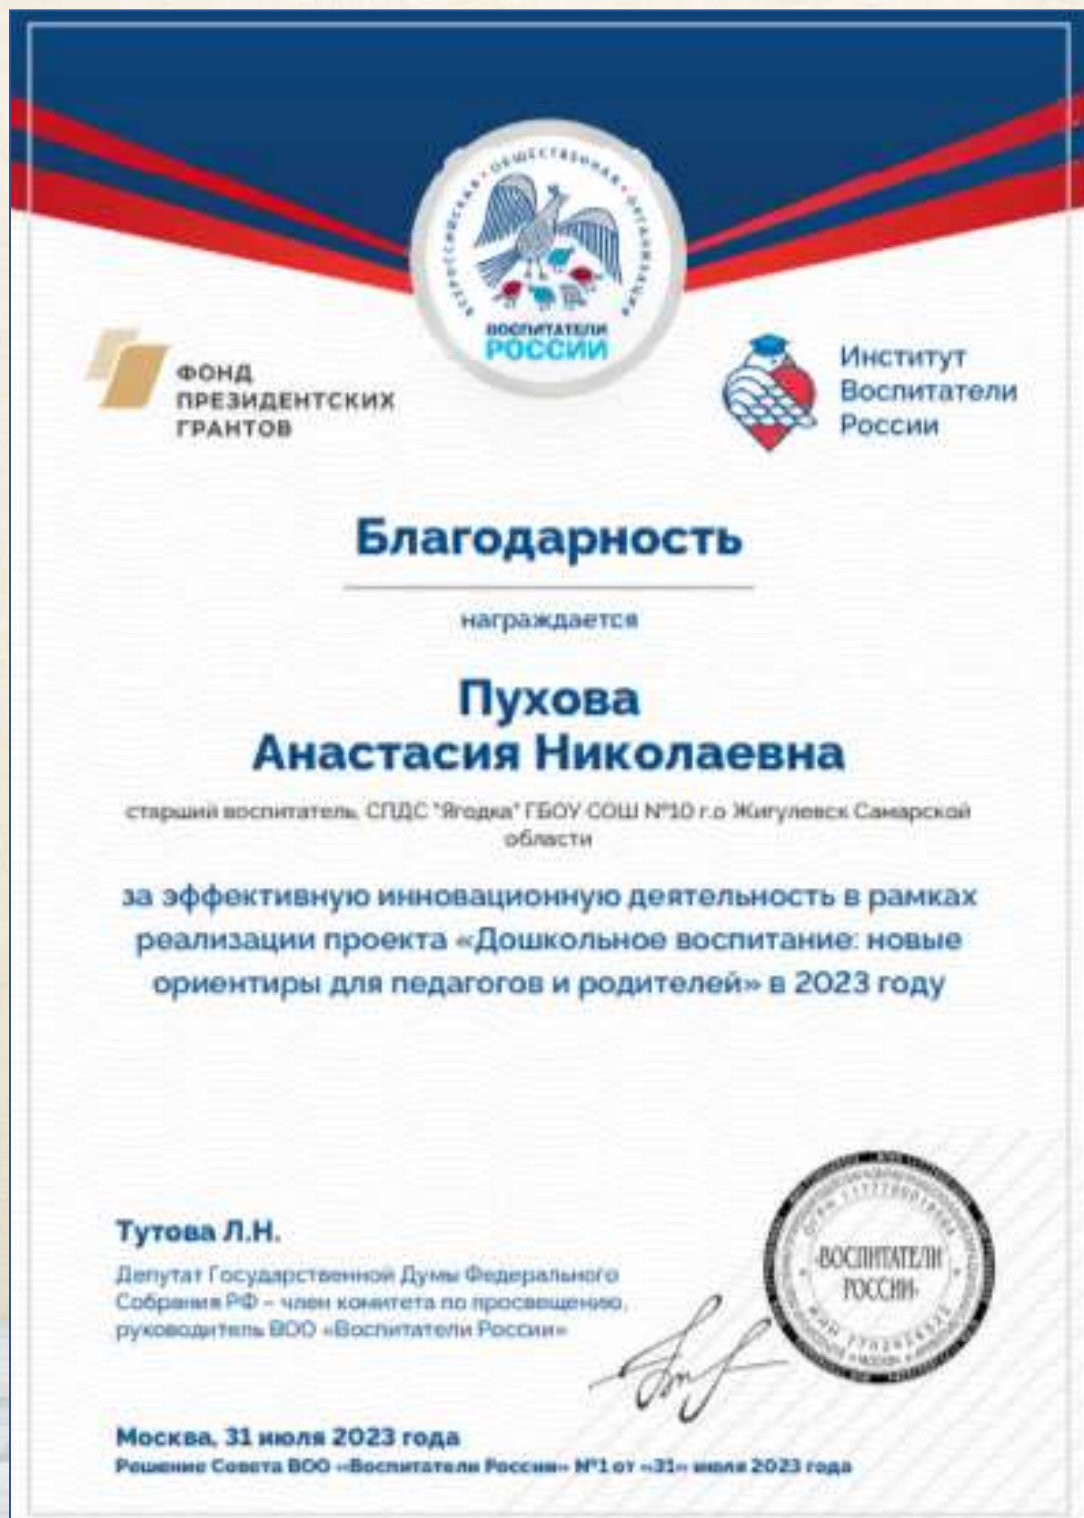 ВСЕРОССИЙСКАЯ • ОБЩЕСТВЕННАЯ • ОРГАНИЗАЦИЯ
ВОСПИТАТЕЛИ
РОССИИ
ФОНД
ПРЕЗИДЕНТСКИХ
ГРАНТОВ
Институт
Воспитатели
России
Благодарность
награждается
Пухова
Анастасия Николаевна
старший воспитатель, СПДС "Ягодка" ГБОУ СОШ №10 г.о Жигулевск Самарской
области
за эффективную инновационную деятельность в рамках
реализации проекта «Дошкольное воспитание: новые
ориентиры для педагогов и родителей» в 2023 году
Тутова Л.Н.
Депутат Государственной Думы Федерального
Собрания РФ – член комитета по просвещению,
руководитель ВОО «Воспитатели России»
«ВОСПИТАТЕЛИ
РОССИИ»
Москва, 31 июля 2023 года
Решение Совета ВОО «Воспитатели России» №1 от «31» июля 2023 года